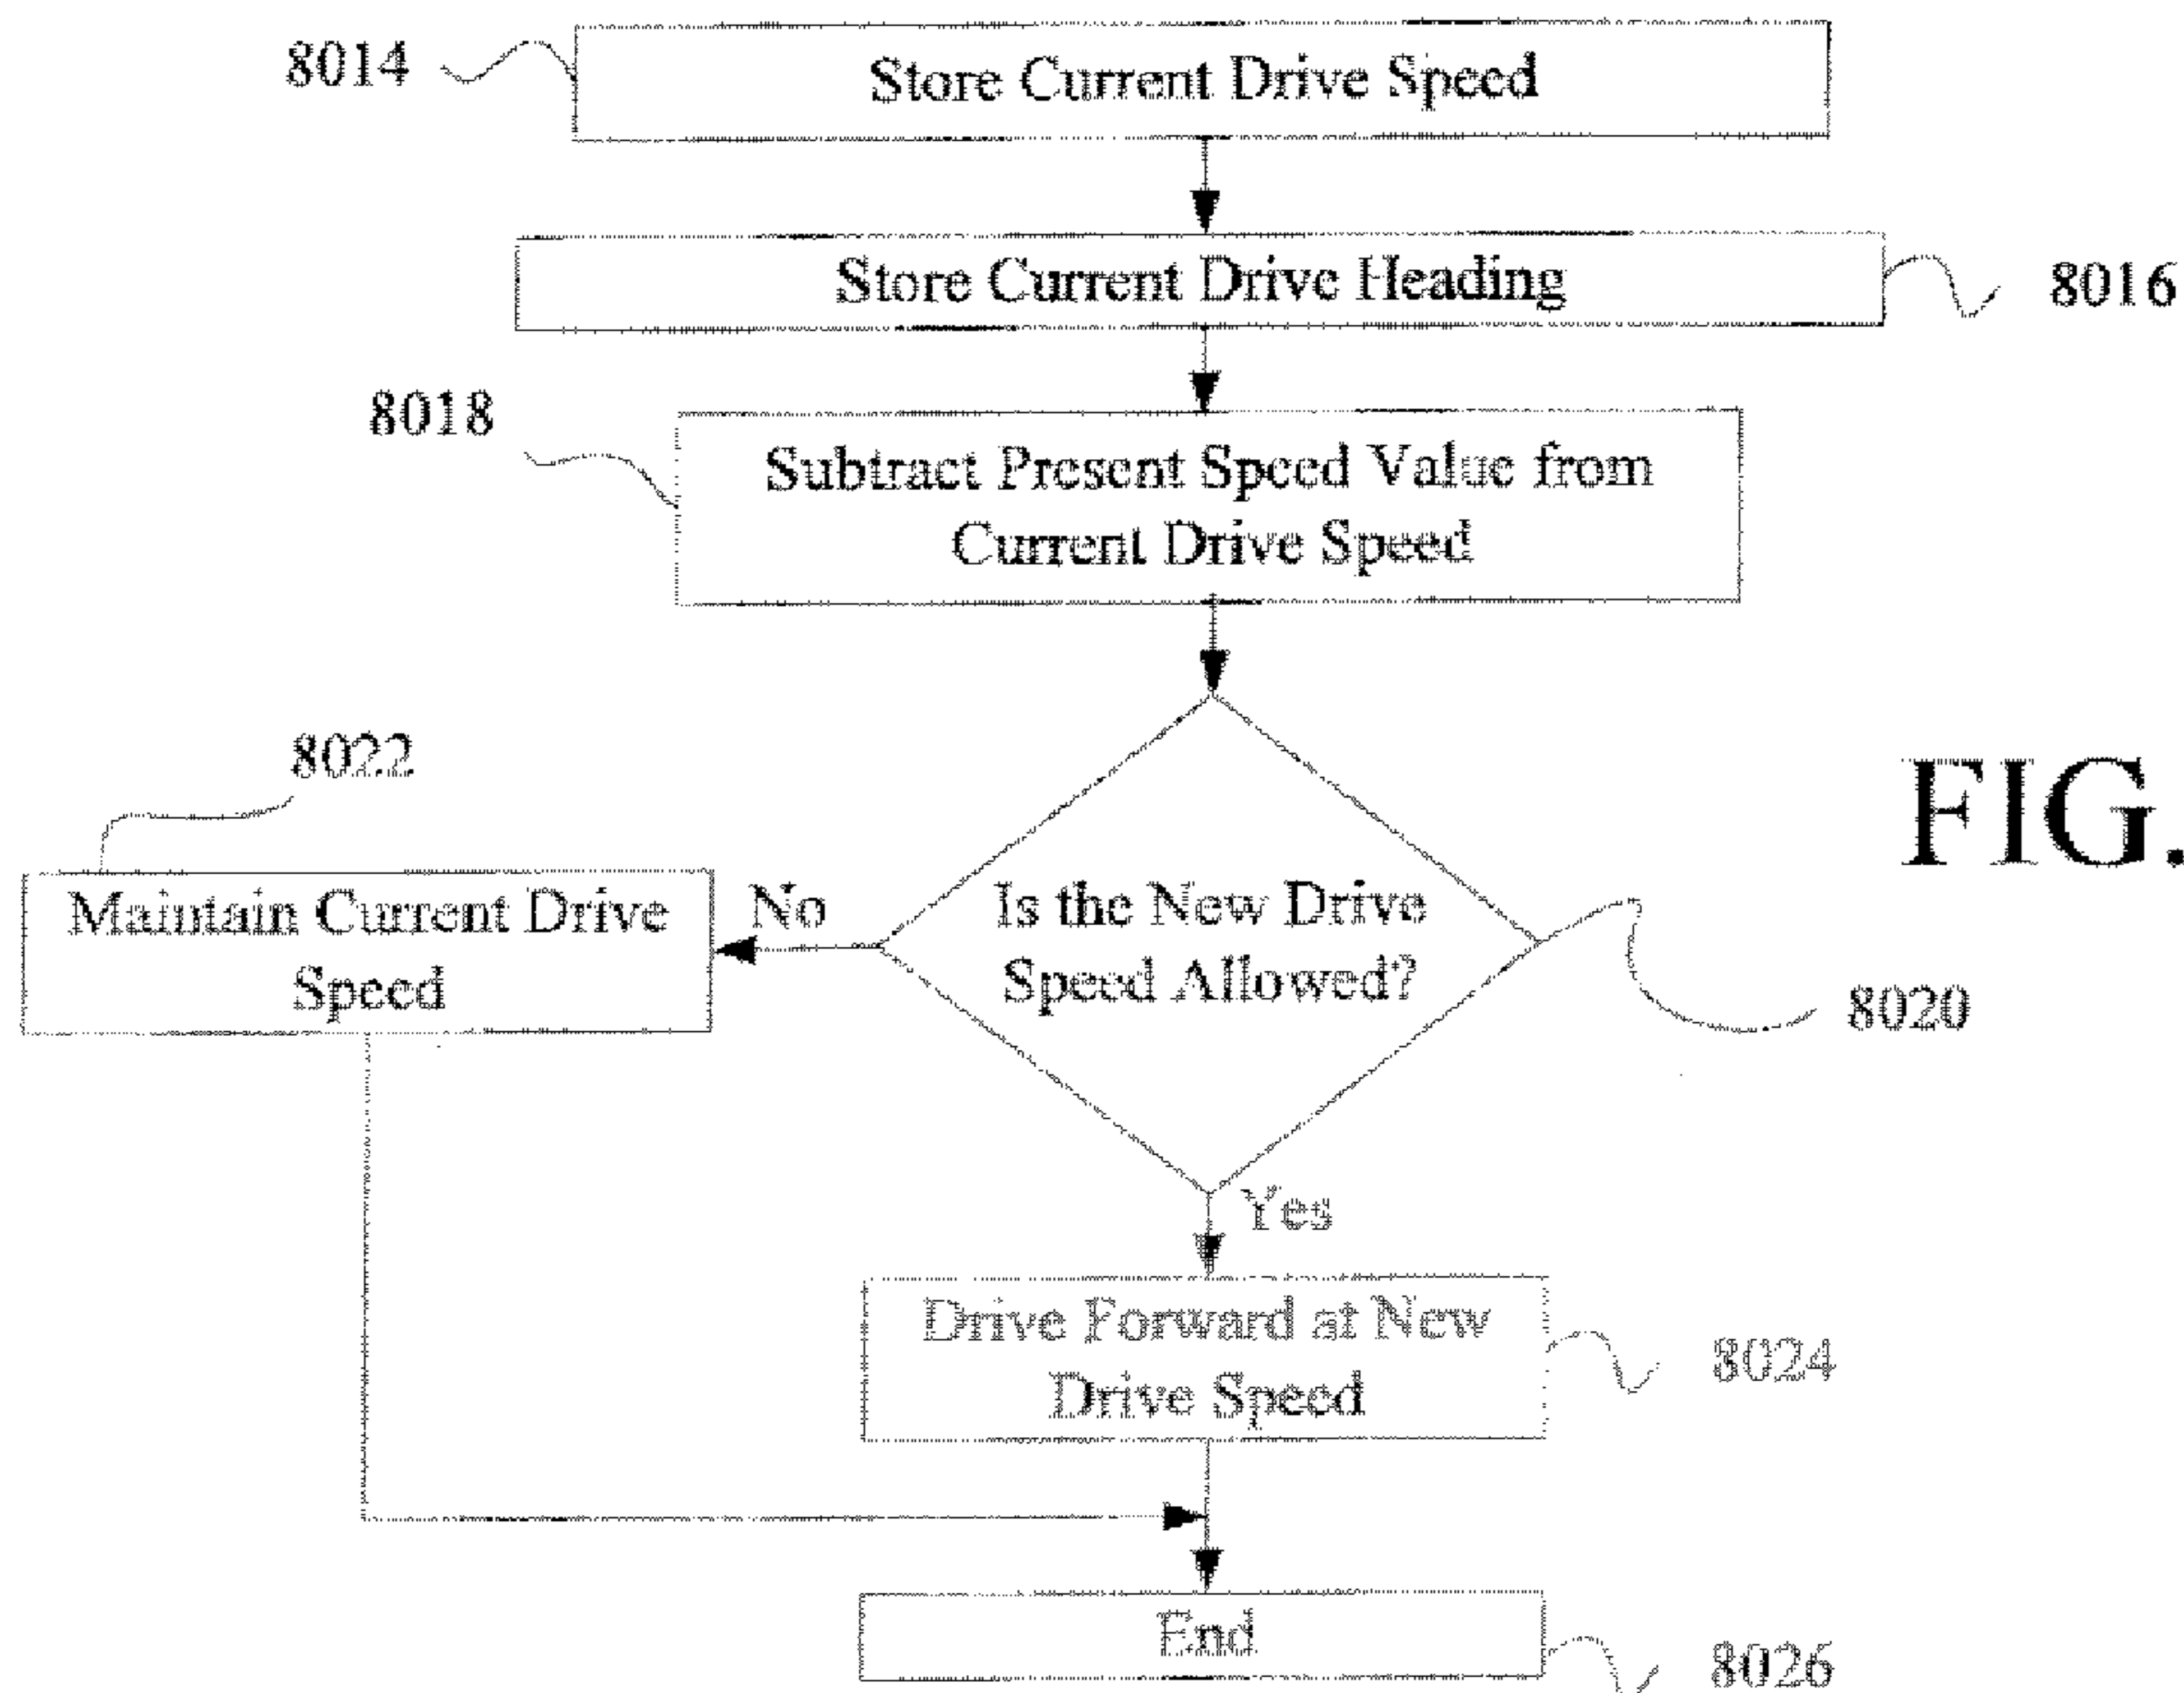 8014
Store Current Drive Speed
Store Current Drive Heading
8016
8018
Subtract Present Speed Value from
Current Drive Speed
8022
FIG.
Maintain Current Drive
Speed
No
Is the New Drive
Speed Allowed?
8020
Yes
Drive Forward at New
Drive Speed
8024
End
8026